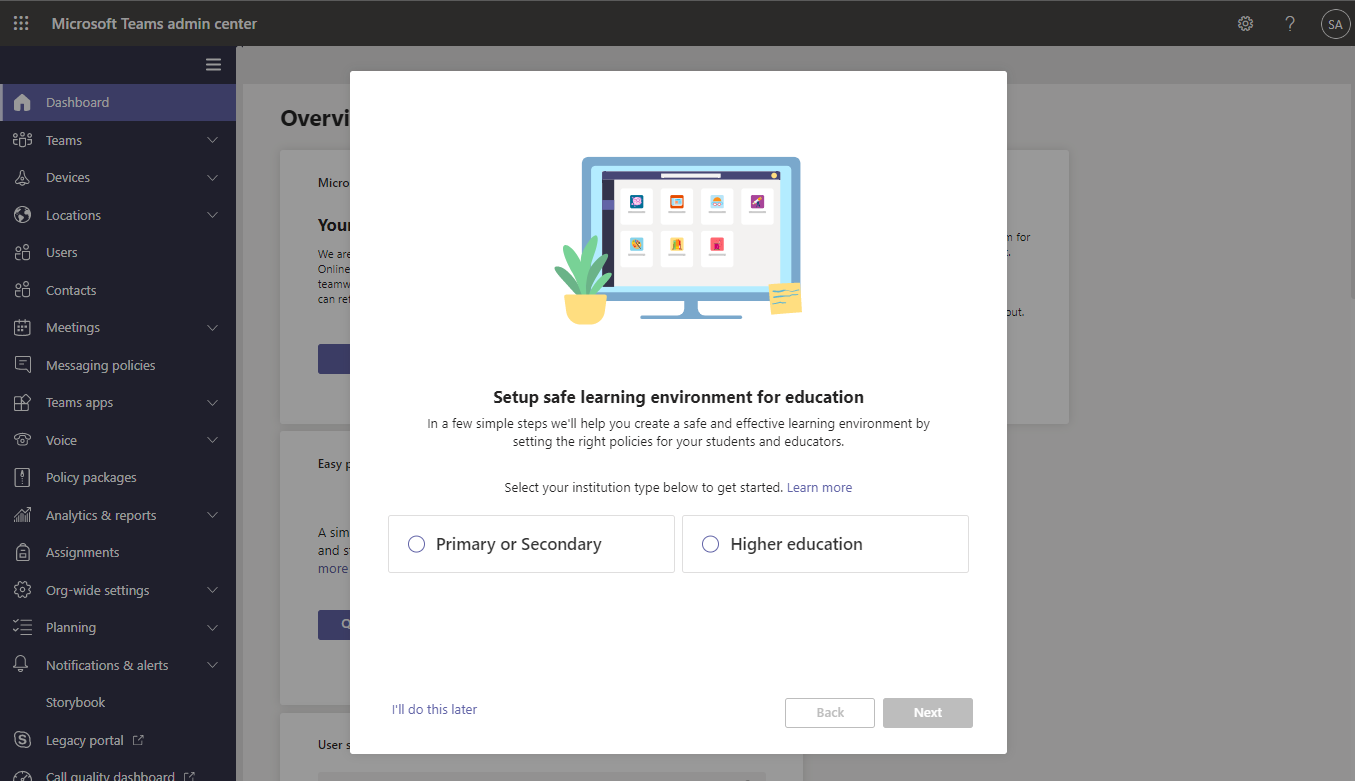 Microsoft Teams admin center
SA
Dashboard
Teams
Devices
Locations
Users
Contacts
Meetings
Messaging policies
Teams apps
Voice
Policy packages
Analytics & reports
Assignments
Org-wide settings
Planning
Notifications & alerts
Storybook
Legacy portal
Call quality dashboard
Overvi
Micro
Your
We are
Online
teamw
can ret
m for
out.
Easy p
A sim
and s
more.
Q
User s
Setup safe learning environment for education
In a few simple steps we'll help you create a safe and effective learning environment by
setting the right policies for your students and educators.
Select your institution type below to get started. Learn more
Primary or Secondary
Higher education
I'll do this later
Back
Next